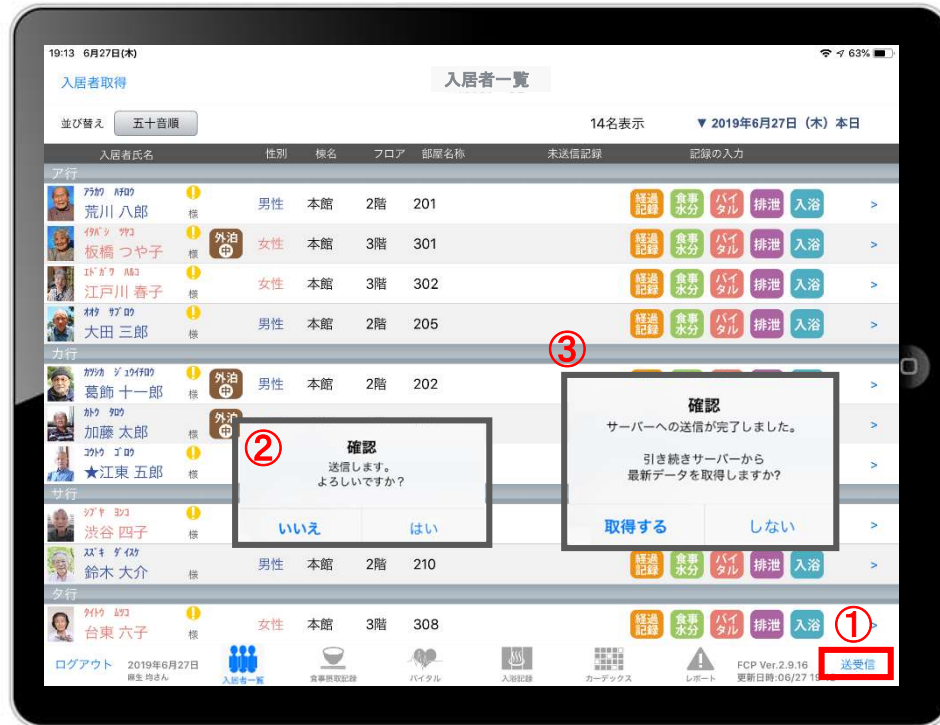 19:13 6月27日(木)
63%
入居者取得
入居者一覧
並び替え 五十音順 14名表示 ▼ 2019年6月27日（木）本日
入居者氏名 性別 棟名 フロア 部屋名称 未送信記録 記録の入力
ア行
ｱﾗｶﾜ ﾊﾁﾛｳ
荒川 八郎 様 男性 本館 2階 201 経過記録 食事水分 バイタル 排泄 入浴 >
ｲﾀﾊﾞｼ ﾂﾔｺ
板橋 つや子 様 外泊中 女性 本館 3階 301 経過記録 食事水分 バイタル 排泄 入浴 >
ｴﾄﾞｶﾞﾜ ﾊﾙｺ
江戸川 春子 様 女性 本館 3階 302 経過記録 食事水分 バイタル 排泄 入浴 >
ｵｵﾀ ｻﾌﾞﾛｳ
大田 三郎 様 男性 本館 2階 205 経過記録 食事水分 バイタル 排泄 入浴 >
カ行
ｶﾂｼｶ ｼﾞｭｳｲﾁﾛｳ
葛飾 十一郎 様 外泊中 男性 本館 2階 202 >
ｶﾄｳ ﾀﾛｳ
加藤 太郎 様 外泊中 >
ｺｳﾄｳ ｺﾞﾛｳ
★江東 五郎 様 >
サ行
ｼﾌﾞﾔ ﾖﾝｺ
渋谷 四子 様 >
ｽｽﾞｷ ﾀﾞｲｽｹ
鈴木 大介 様 男性 本館 2階 210 経過記録 食事水分 バイタル 排泄 入浴 >
タ行
ﾀｲﾄｳ ﾑﾂｺ
台東 六子 様 女性 本館 3階 308 経過記録 食事水分 バイタル 排泄 入浴 >
②
確認
送信します。
よろしいですか？
いいえ はい
③
確認
サーバーへの送信が完了しました。
引き続きサーバーから
最新データを取得しますか?
取得する しない
①
ログアウト 2019年6月27日
麻生 均さん
入居者一覧 食事摂取記録 バイタル 入浴記録 カーデックス レポート
FCP Ver.2.9.16
更新日時:06/27 19
送受信